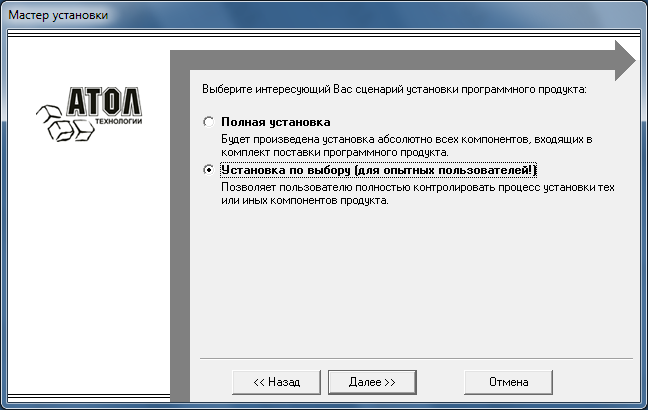 Мастер установки
АТОЛ
ТЕХНОЛОГИИ
Выберите интересующий Вас сценарий установки программного продукта:
Полная установка
Будет произведена установка абсолютно всех компонентов, входящих в
комплект поставки программного продукта.
Установка по выбору (для опытных пользователей!)
Позволяет пользователю полностью контролировать процесс установки тех
или иных компонентов продукта.
<< Назад
Далее >>
Отмена